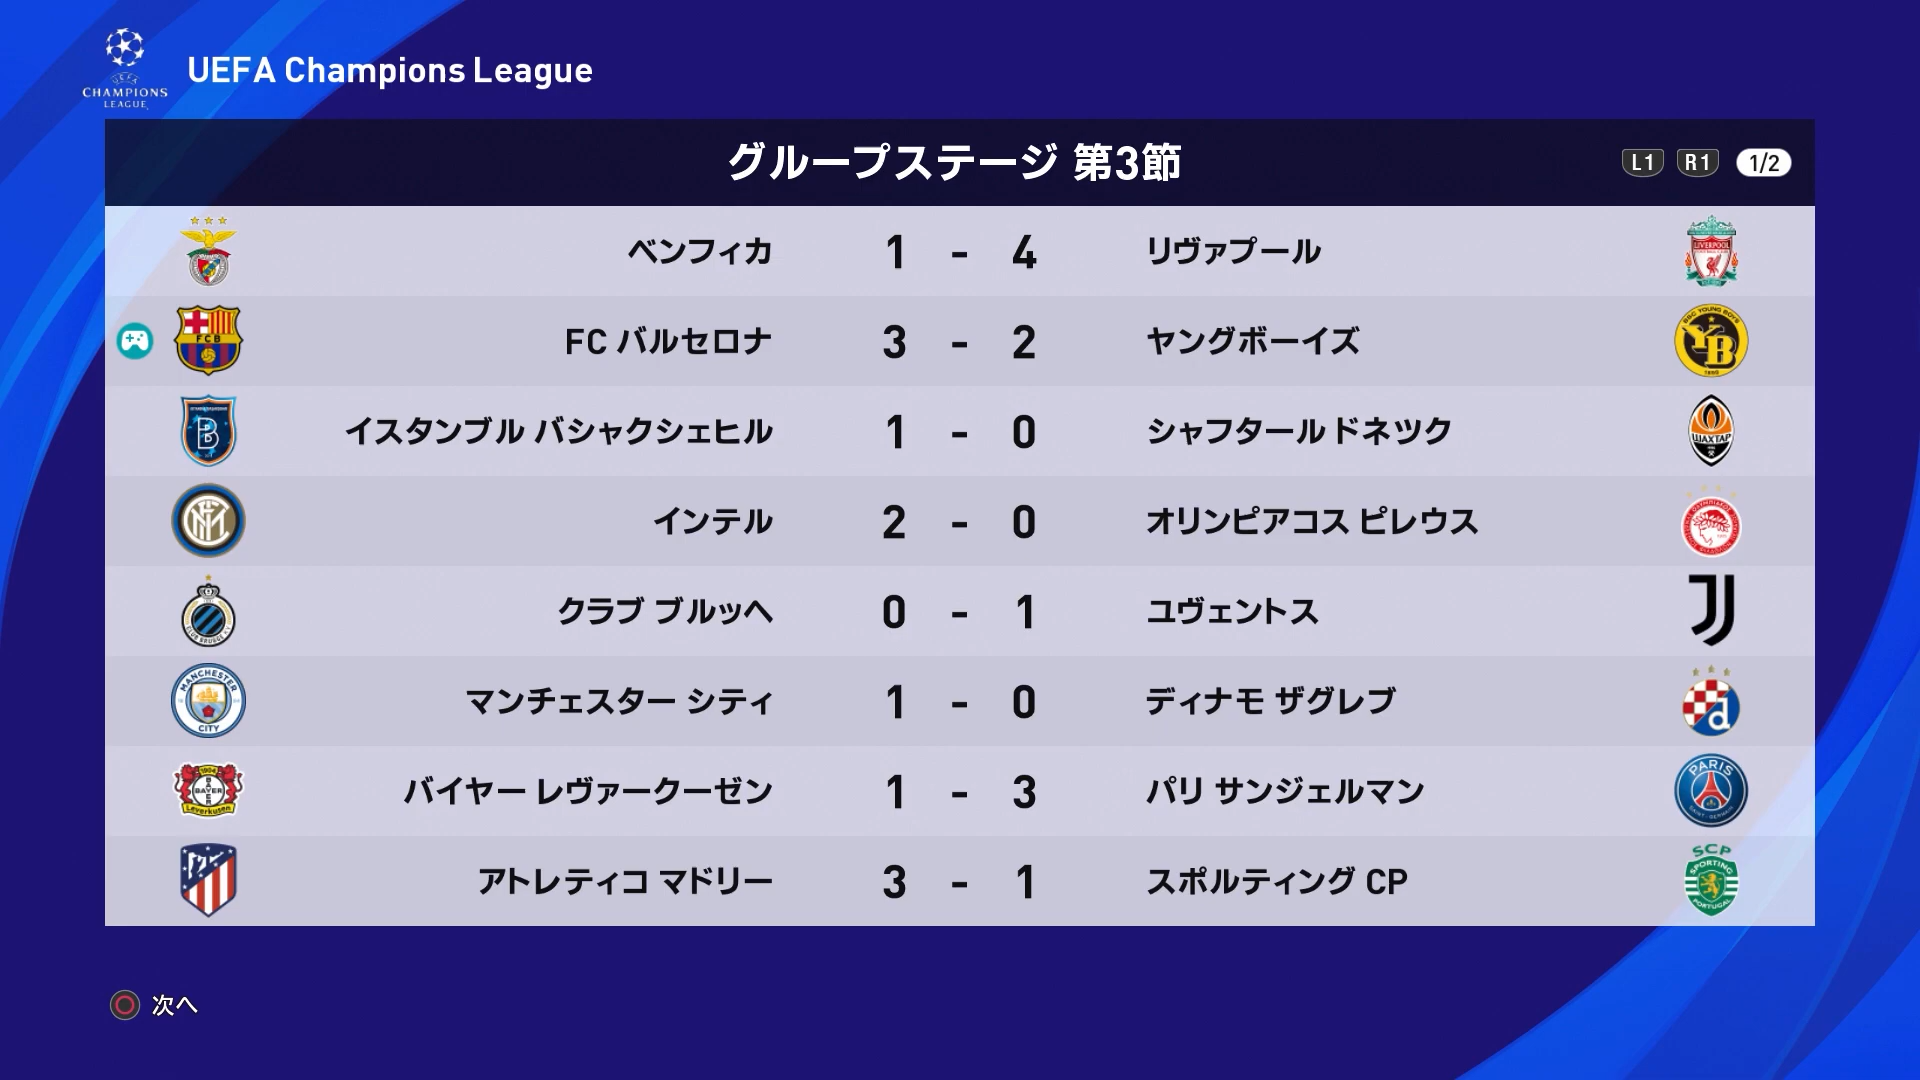 UEFA
CHAMPIONS
LEAGUE
UEFA Champions League
グループステージ 第3節 L1 R1 1/2
ベンフィカ 1 - 4 リヴァプール
FC バルセロナ 3 - 2 ヤングボーイズ
イスタンブル バシャクシェヒル 1 - 0 シャフタール ドネツク
インテル 2 - 0 オリンピアコス ピレウス
クラブ ブルッヘ 0 - 1 ユヴェントス
マンチェスター シティ 1 - 0 ディナモ ザグレブ
バイヤー レヴァークーゼン 1 - 3 パリ サンジェルマン
アトレティコ マドリー 3 - 1 スポルティング CP
次へ